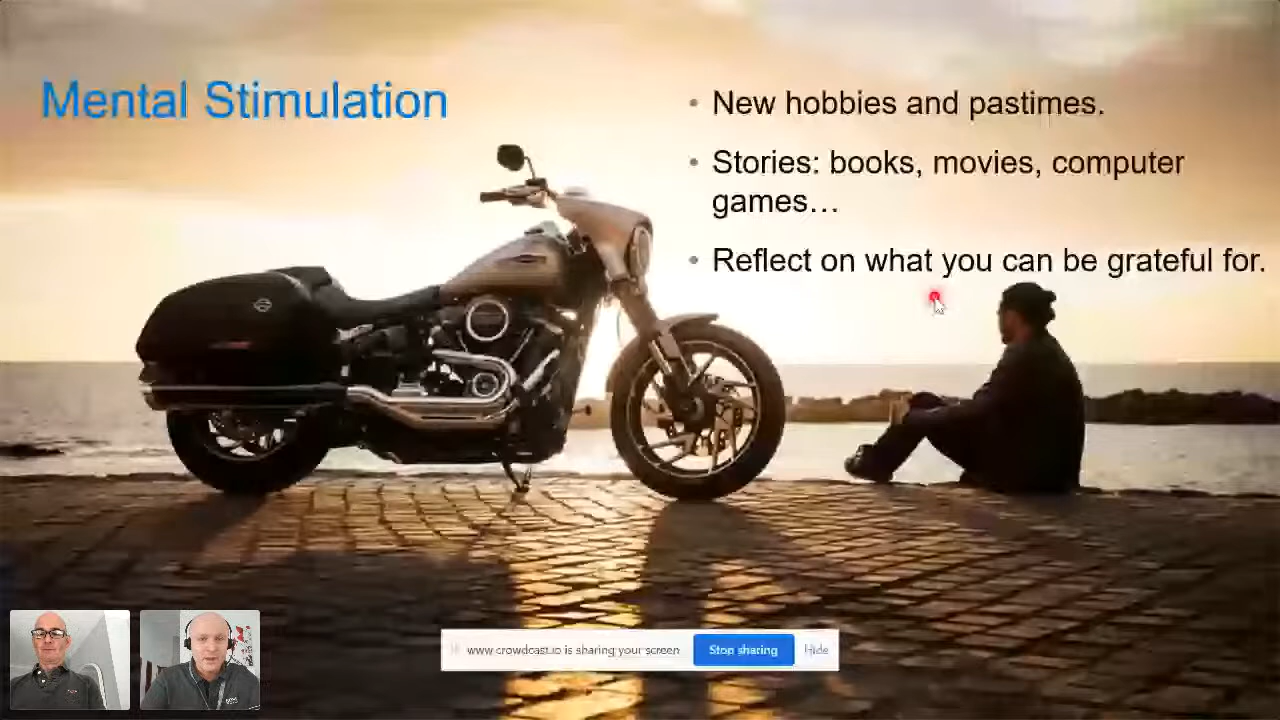 Mental Stimulation
New hobbies and pastimes.
Stories: books, movies, computer
games…
Reflect on what you can be grateful for.
www.crowdcast.io is sharing your screen
Stop sharing
Hide